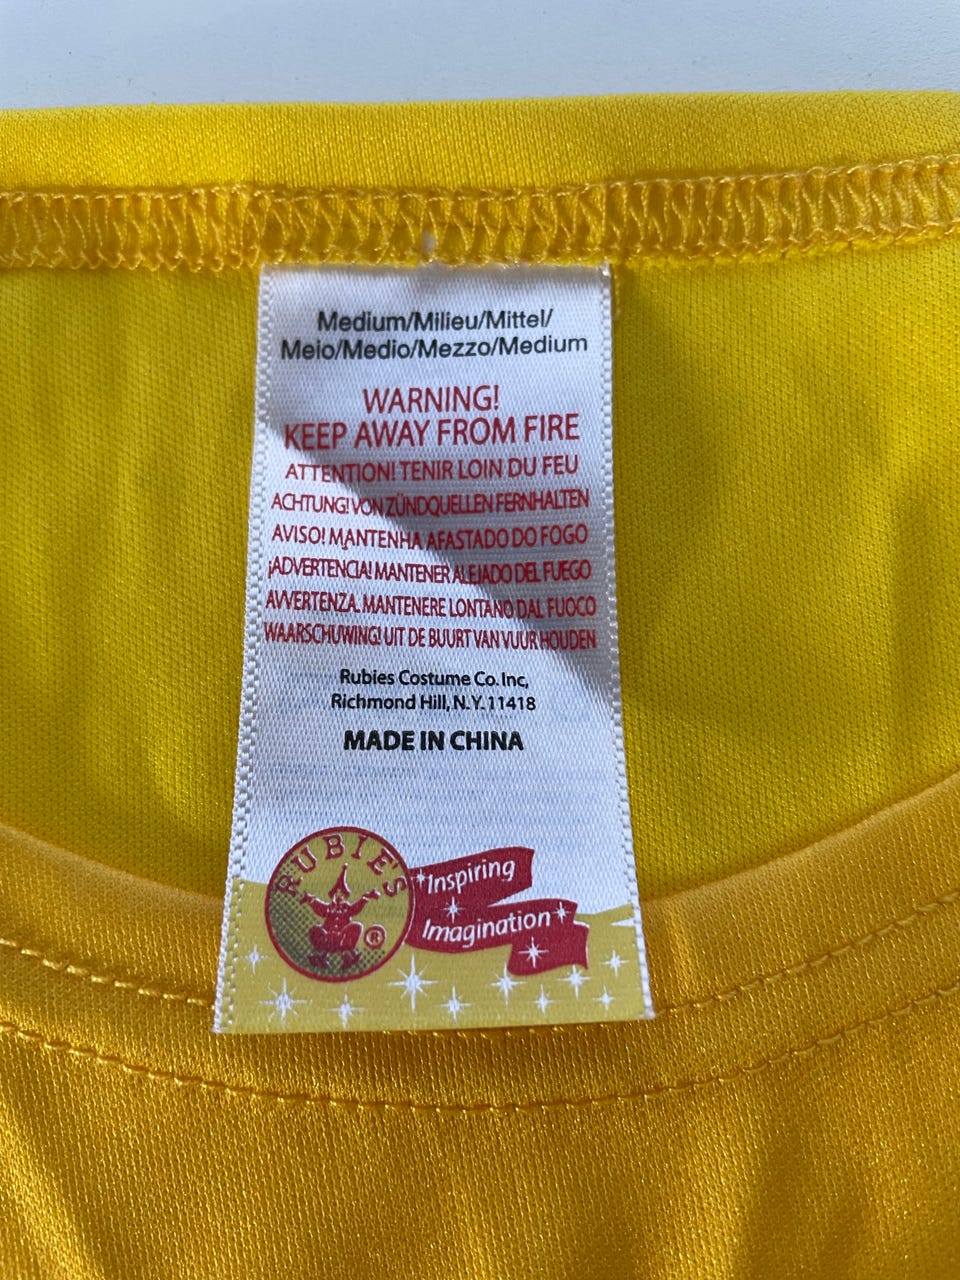 Medium/Milieu/Mittel/
Meio/Medio/Mezzo/Medium
WARNING!
KEEP AWAY FROM FIRE
ATTENTION! TENIR LOIN DU FEU
ACHTUNG! VON ZÜNDQUELLEN FERNHALTEN
AVISO! MANTENHA AFASTADO DO FOGO
¡ADVERTENCIA! MANTENER ALEJADO DEL FUEGO
AVVERTENZA. MANTENERE LONTANO DAL FUOCO
WAARSCHUWING! UIT DE BUURT VAN VUUR HOUDEN
Rubies Costume Co. Inc,
Richmond Hill, N.Y. 11418
MADE IN CHINA
RUBIE'S
®
Inspiring
Imagination